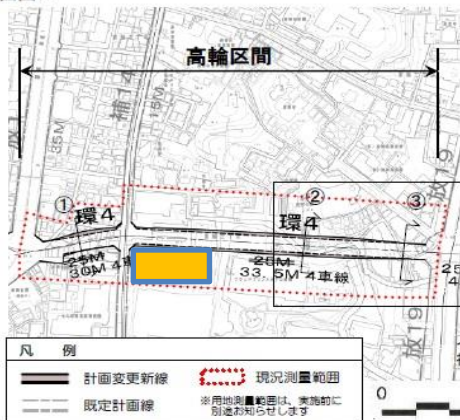 高輪区間
放1
補14
15M
35M
放19
①
環4
②
環4
③
25M
30M 4車
25M
33.5M 4車線
25
4
放19
凡 例
計画変更新線
現況測量範囲
既定計画線
※用地測量範囲は、実施前に
別途お知らせします
0